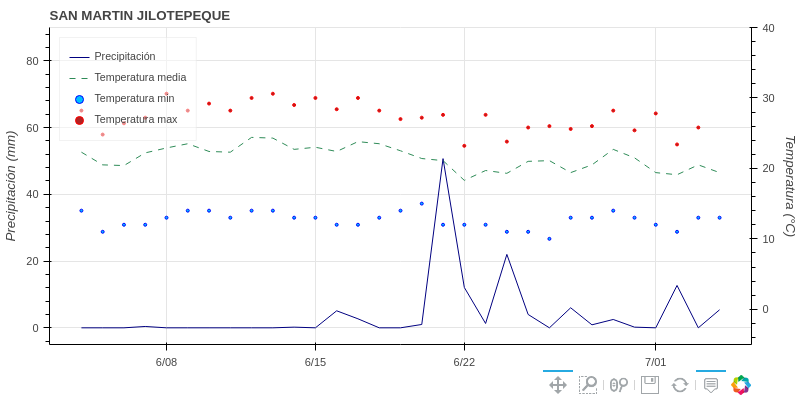 SAN MARTIN JILOTEPEQUE
Precipitación
Temperatura media
Temperatura min
Temperatura max
Precipitación (mm)
80
60
40
20
0
Temperatura (°C)
40
30
20
10
0
6/08
6/15
6/22
7/01